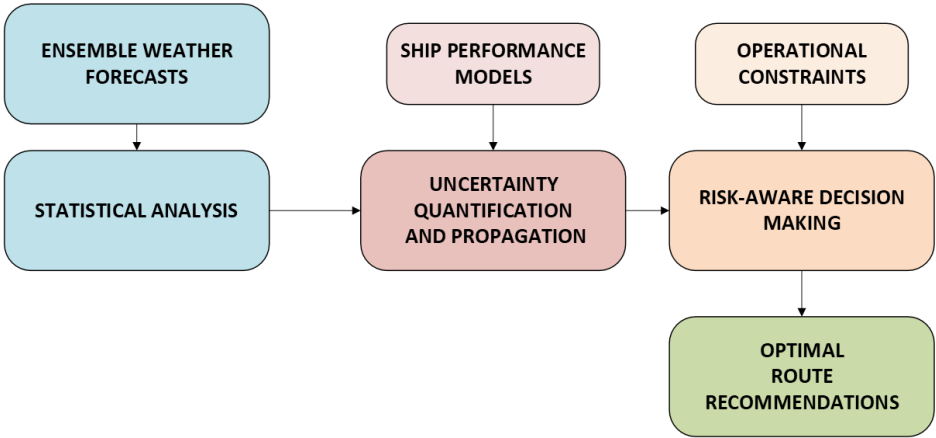 ENSEMBLE WEATHER
FORECASTS
SHIP PERFORMANCE
MODELS
OPERATIONAL
CONSTRAINTS
STATISTICAL ANALYSIS
UNCERTAINTY
QUANTIFICATION
AND PROPAGATION
RISK-AWARE DECISION
MAKING
OPTIMAL
ROUTE
RECOMMENDATIONS